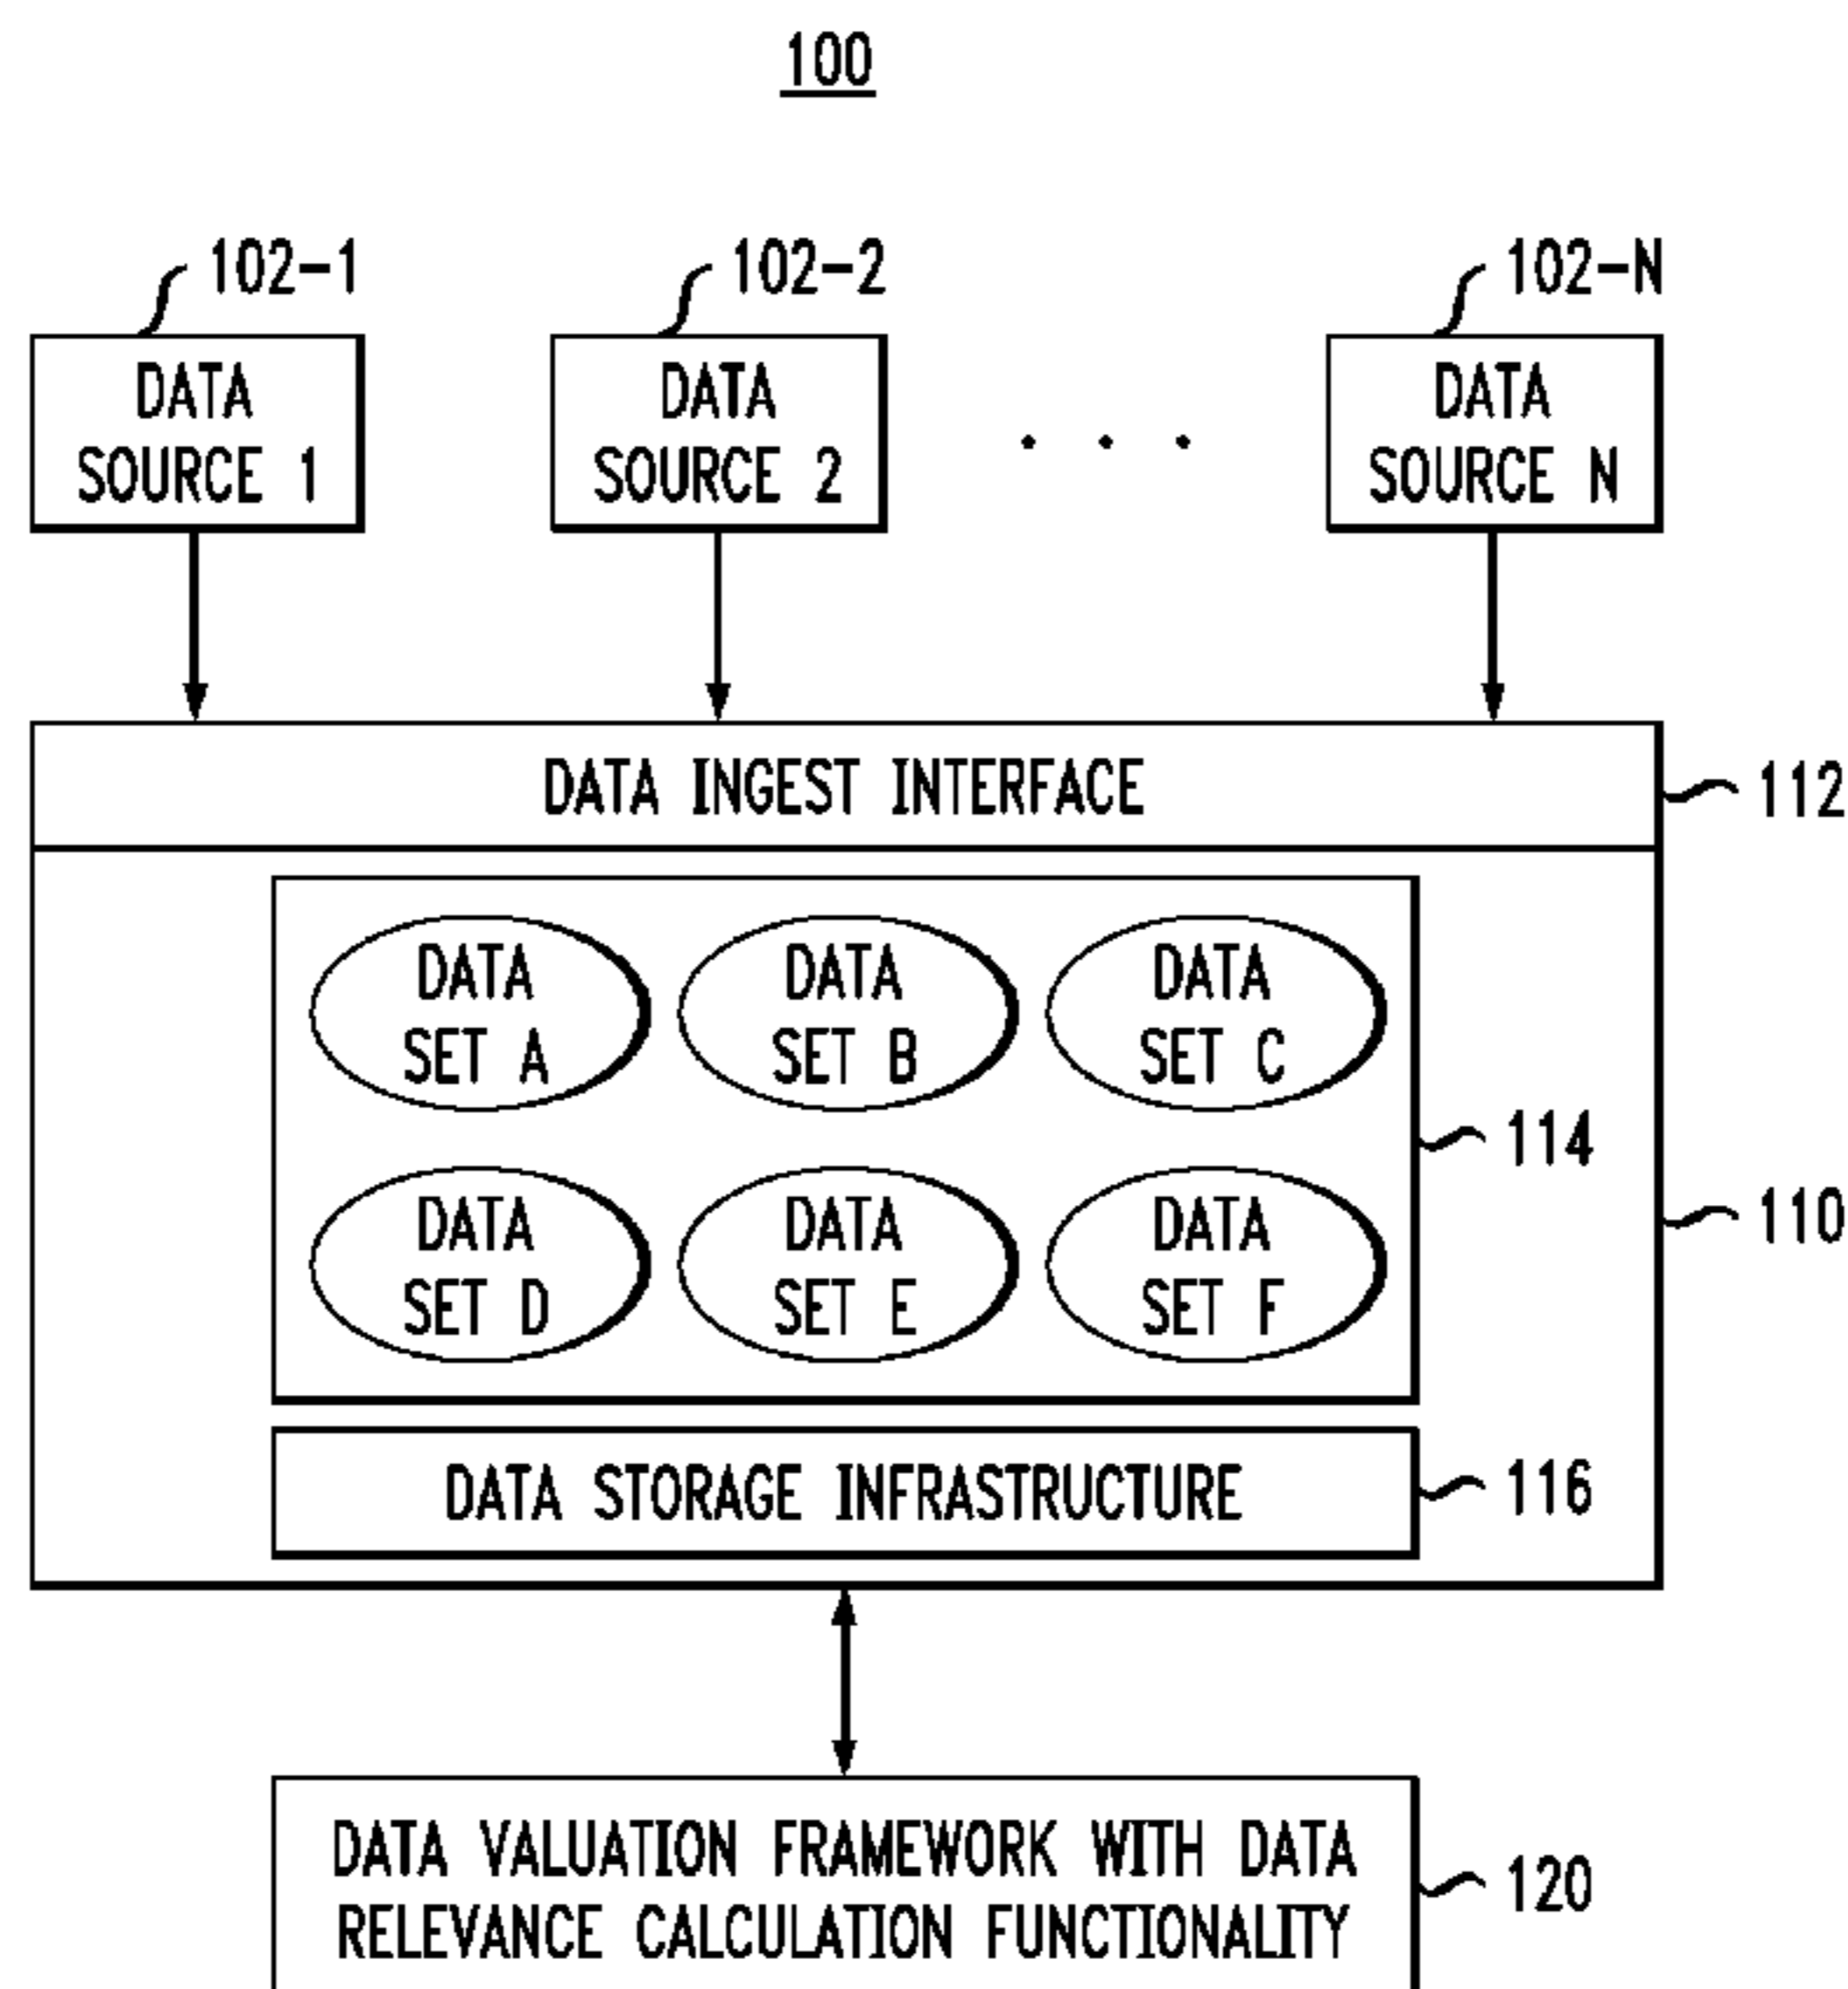 100
102-1
102-2
102-N
DATA
SOURCE 1
DATA
SOURCE 2
. . .
DATA
SOURCE N
DATA INGEST INTERFACE
112
DATA
SET A
DATA
SET B
DATA
SET C
114
DATA
SET D
DATA
SET E
DATA
SET F
110
DATA STORAGE INFRASTRUCTURE
116
DATA VALUATION FRAMEWORK WITH DATA
RELEVANCE CALCULATION FUNCTIONALITY
120